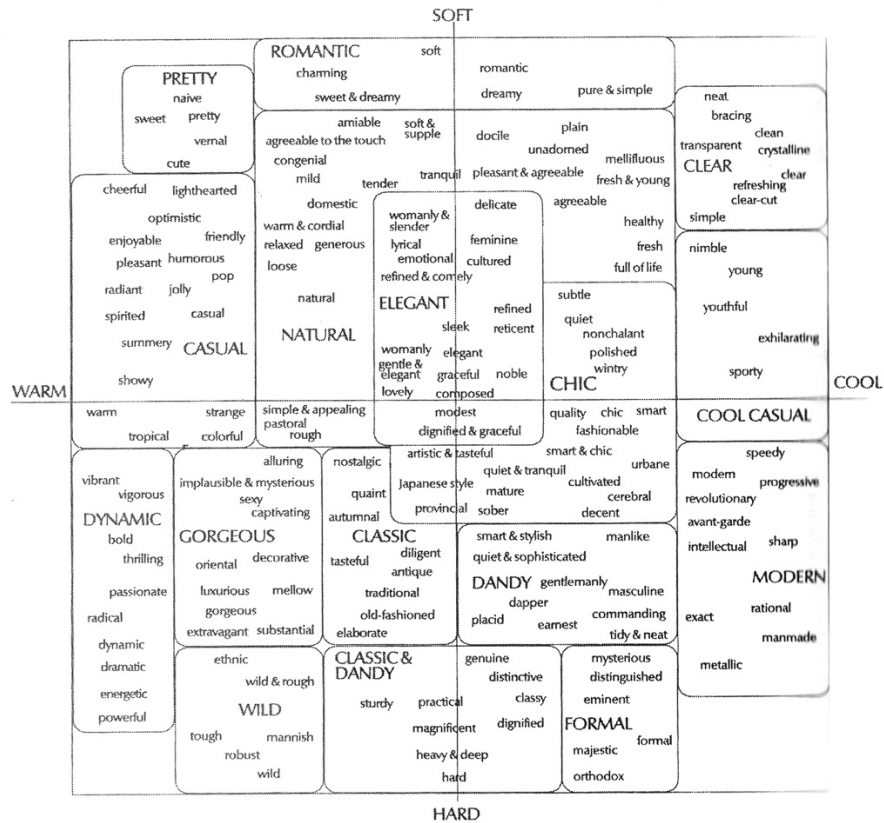 SOFT
ROMANTIC
soft
charming
romantic
sweet & dreamy
dreamy
pure & simple
PRETTY
naive
sweet
pretty
vernal
cute
amiable
soft &
supple
agreeable to the touch
docile
plain
congenial
unadorned
mellifluous
mild
tender
tranquil
pleasant & agreeable
fresh & young
domestic
agreeable
warm & cordial
healthy
relaxed
generous
fresh
loose
full of life
natural
NATURAL
simple & appealing
pastoral
rough
neat
bracing
clean
transparent
crystalline
CLEAR
clear
refreshing
clear-cut
simple
cheerful
lighthearted
optimistic
enjoyable
friendly
pleasant
humorous
pop
radiant
jolly
spirited
casual
summery
CASUAL
showy
warm
strange
tropical
colorful
womanly &
slender
delicate
lyrical
feminine
emotional
cultured
refined & comely
ELEGANT
refined
sleek
reticent
womanly
elegant
gentle &
elegant
graceful
noble
lovely
composed
modest
dignified & graceful
subtle
quiet
nonchalant
polished
wintry
CHIC
quality
chic
smart
fashionable
artistic & tasteful
smart & chic
quiet & tranquil
urbane
Japanese style
cultivated
mature
cerebral
provincial
sober
decent
nimble
young
youthful
exhilarating
sporty
WARM
COOL
COOL CASUAL
vibrant
vigorous
DYNAMIC
bold
thrilling
passionate
radical
dynamic
dramatic
energetic
powerful
alluring
implausible & mysterious
sexy
captivating
GORGEOUS
oriental
decorative
luxurious
mellow
gorgeous
extravagant
substantial
nostalgic
quaint
autumnal
CLASSIC
tasteful
diligent
antique
traditional
old-fashioned
elaborate
smart & stylish
manlike
quiet & sophisticated
DANDY
gentlemanly
masculine
dapper
placid
earnest
commanding
tidy & neat
speedy
modern
progressive
revolutionary
avant-garde
intellectual
sharp
MODERN
exact
rational
manmade
metallic
ethnic
wild & rough
WILD
tough
mannish
robust
wild
CLASSIC &
DANDY
genuine
distinctive
sturdy
practical
classy
magnificent
dignified
heavy & deep
hard
mysterious
distinguished
eminent
FORMAL
formal
majestic
orthodox
HARD